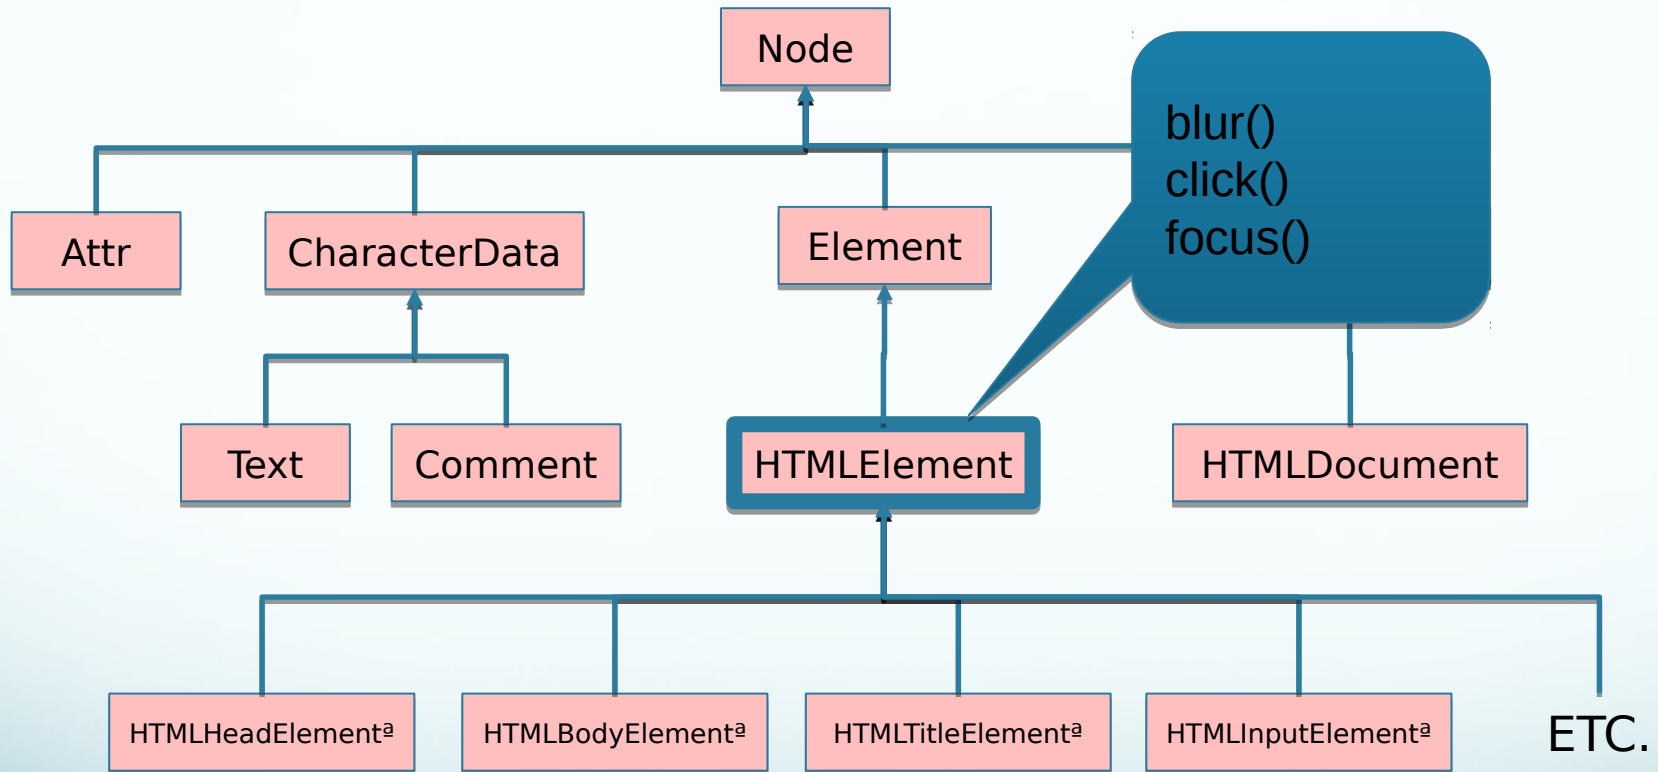 Node
blur()
click()
focus()
Attr
CharacterData
Element
Text
Comment
HTMLElement
HTMLDocument
HTMLHeadElementª
HTMLBodyElementª
HTMLTitleElementª
HTMLInputElementª
ETC.